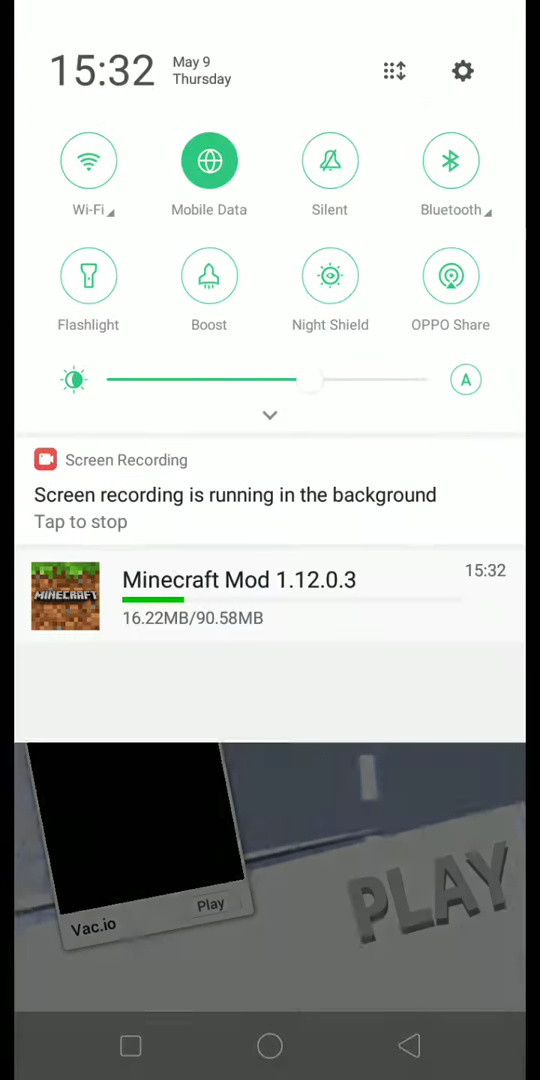 15:32
May 9
Thursday
Wi-Fi
Mobile Data
Silent
Bluetooth
Flashlight
Boost
Night Shield
OPPO Share
A
Screen Recording
Screen recording is running in the background
Tap to stop
MINECRAFT
Minecraft Mod 1.12.0.3
15:32
16.22MB/90.58MB
Vac.io
Play
PLAY